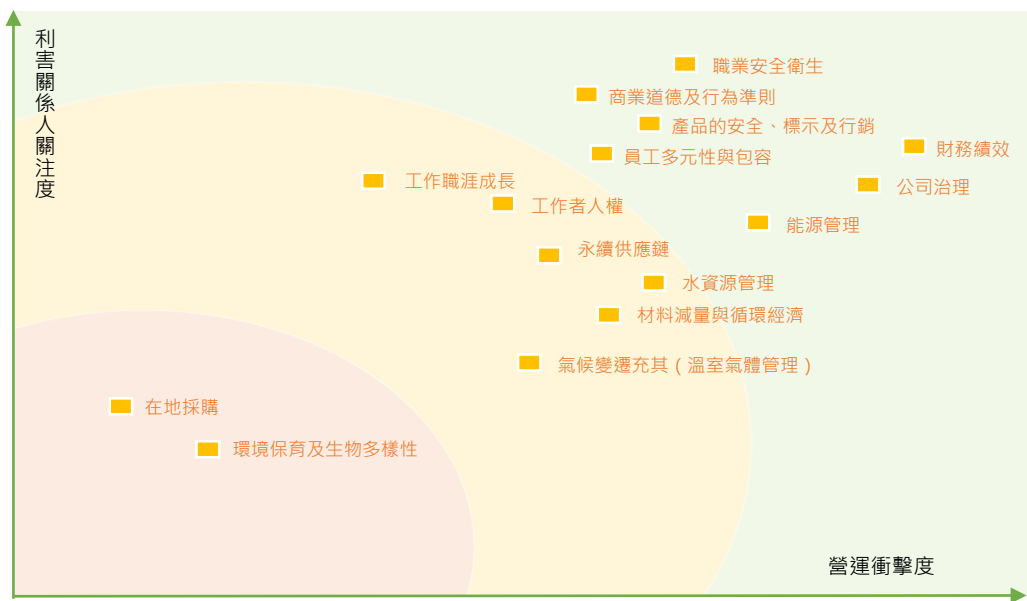 利害關係人關注度
職業安全衛生
商業道德及行為準則
產品的安全、標示及行銷
財務績效
員工多元性與包容
工作職涯成長
公司治理
工作者人權
能源管理
永續供應鏈
水資源管理
材料減量與循環經濟
氣候變遷充其 ( 溫室氣體管理 )
在地採購
環境保育及生物多樣性
營運衝擊度